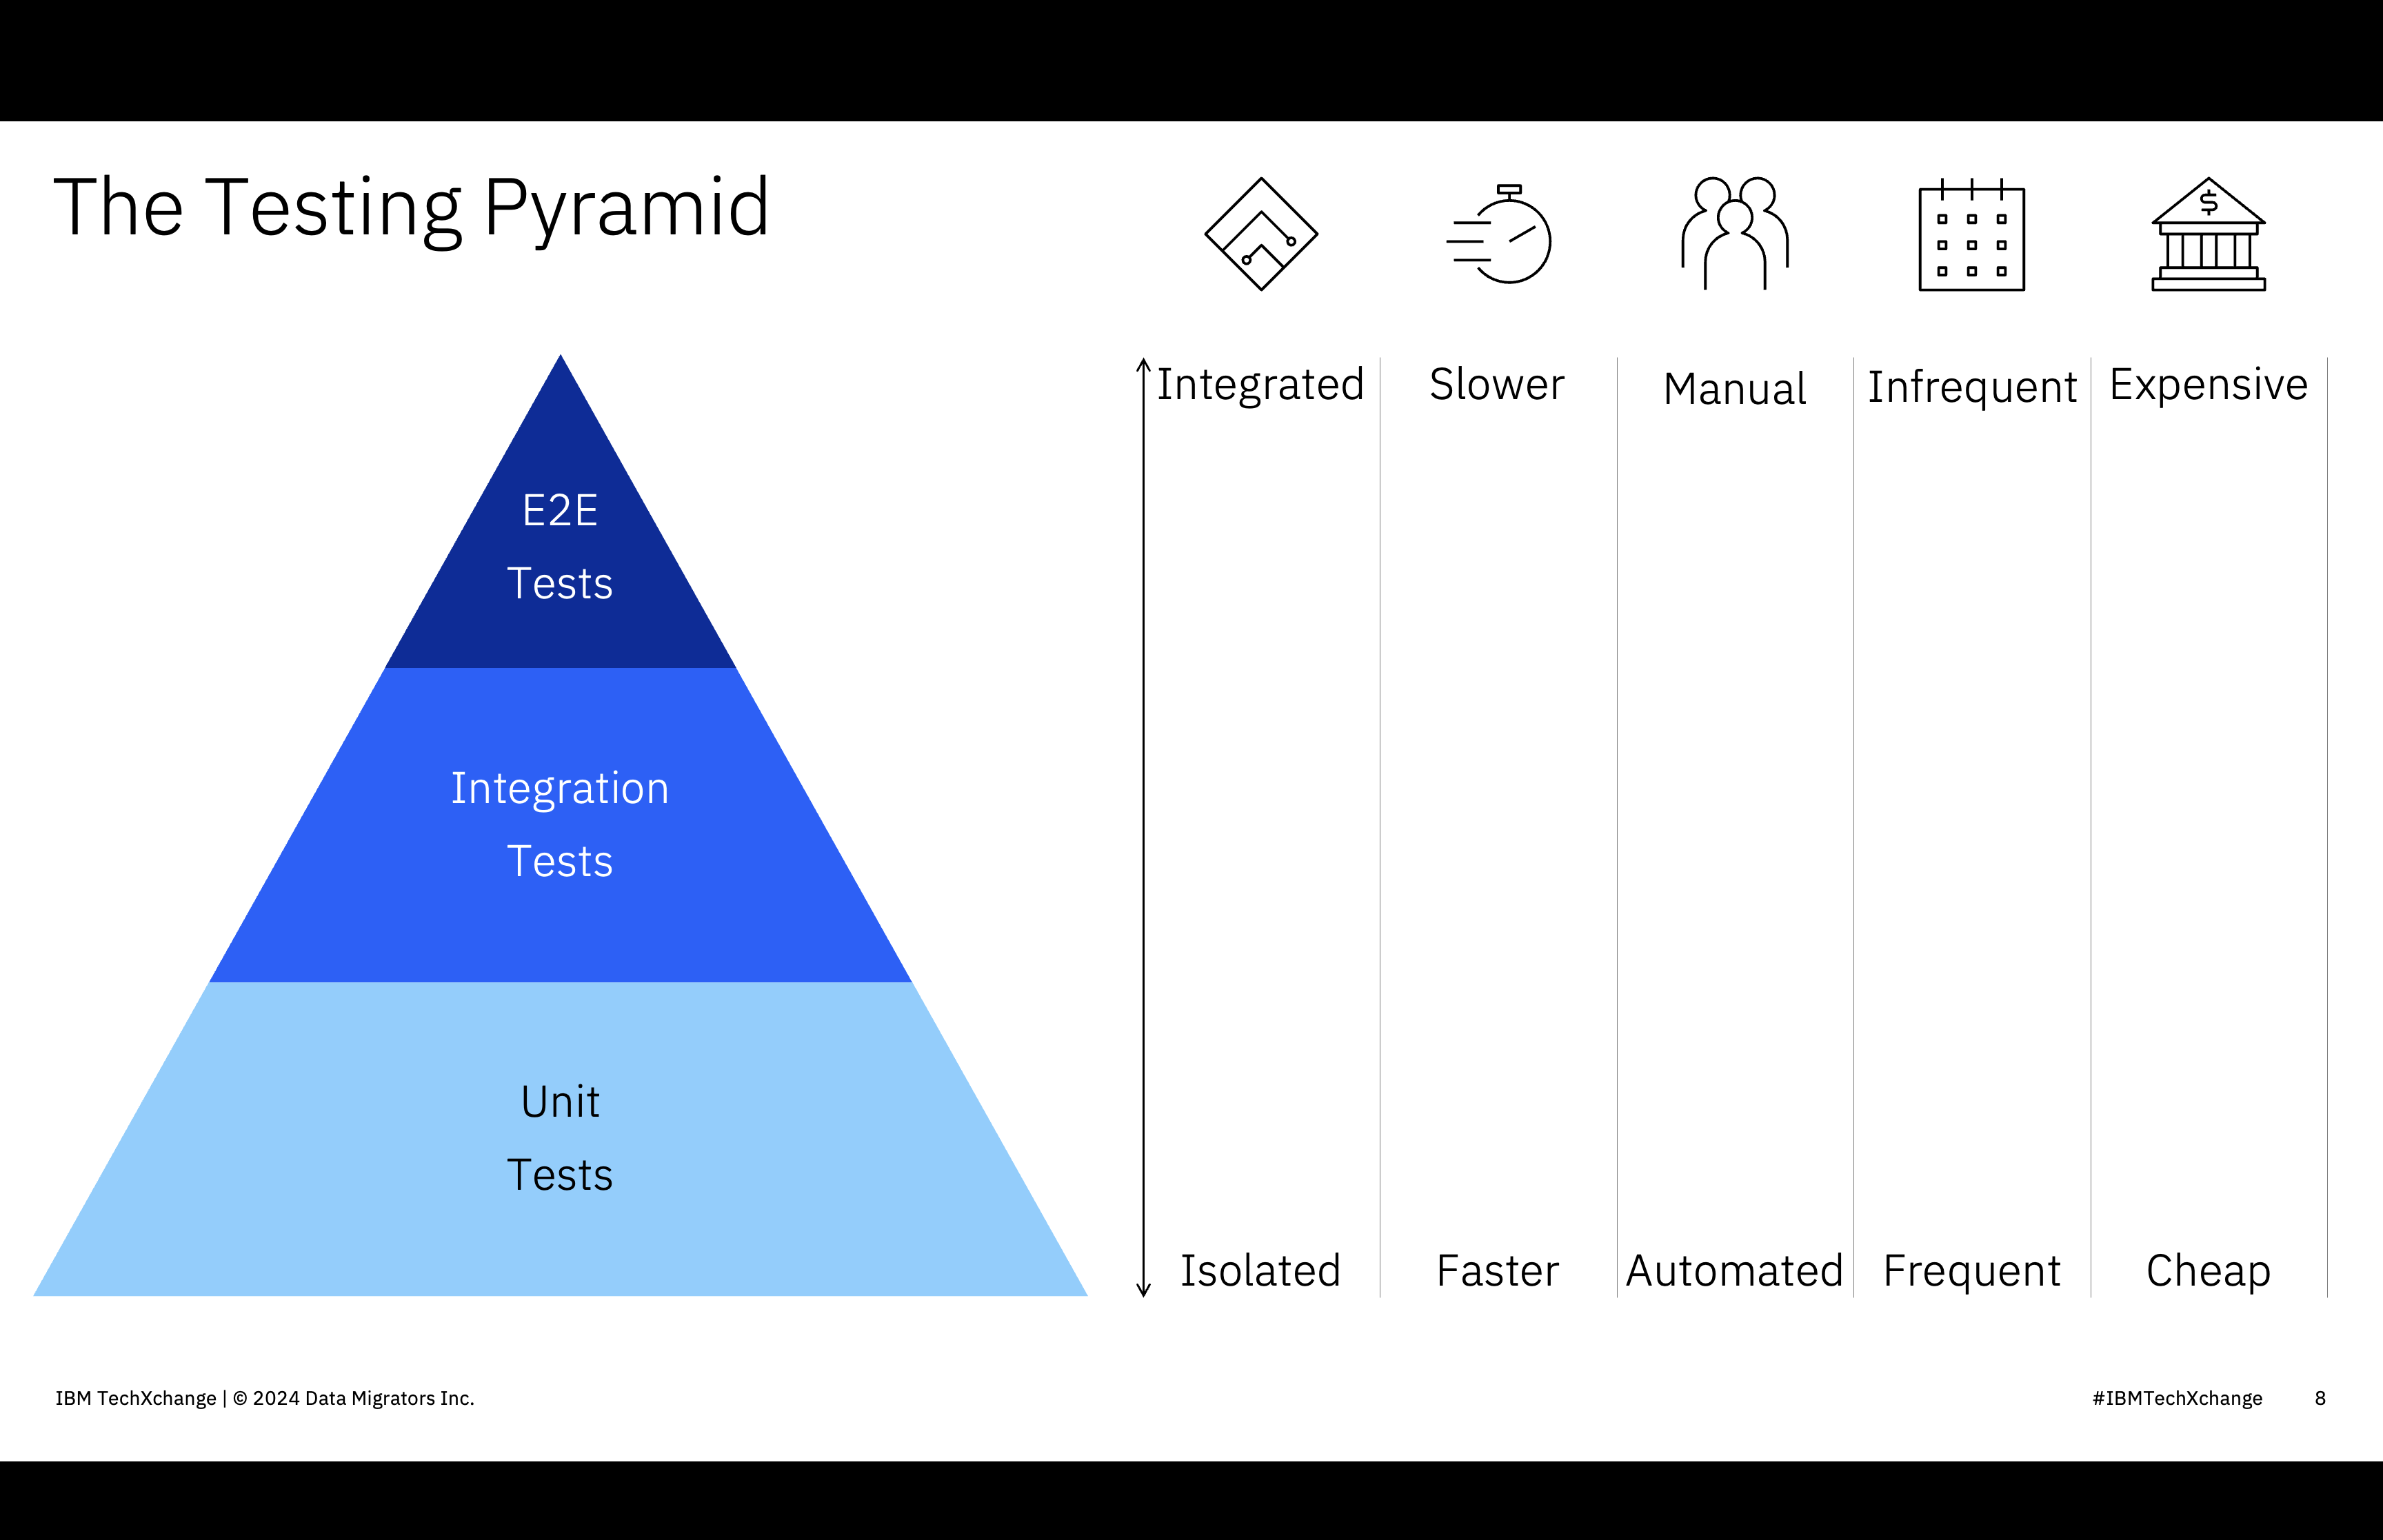 The Testing Pyramid
E2E
Tests
Integration
Tests
Unit
Tests
$
Integrated Slower Manual Infrequent Expensive
Isolated Faster Automated Frequent Cheap
IBM TechXchange | © 2024 Data Migrators Inc.
#IBMTechXchange 8